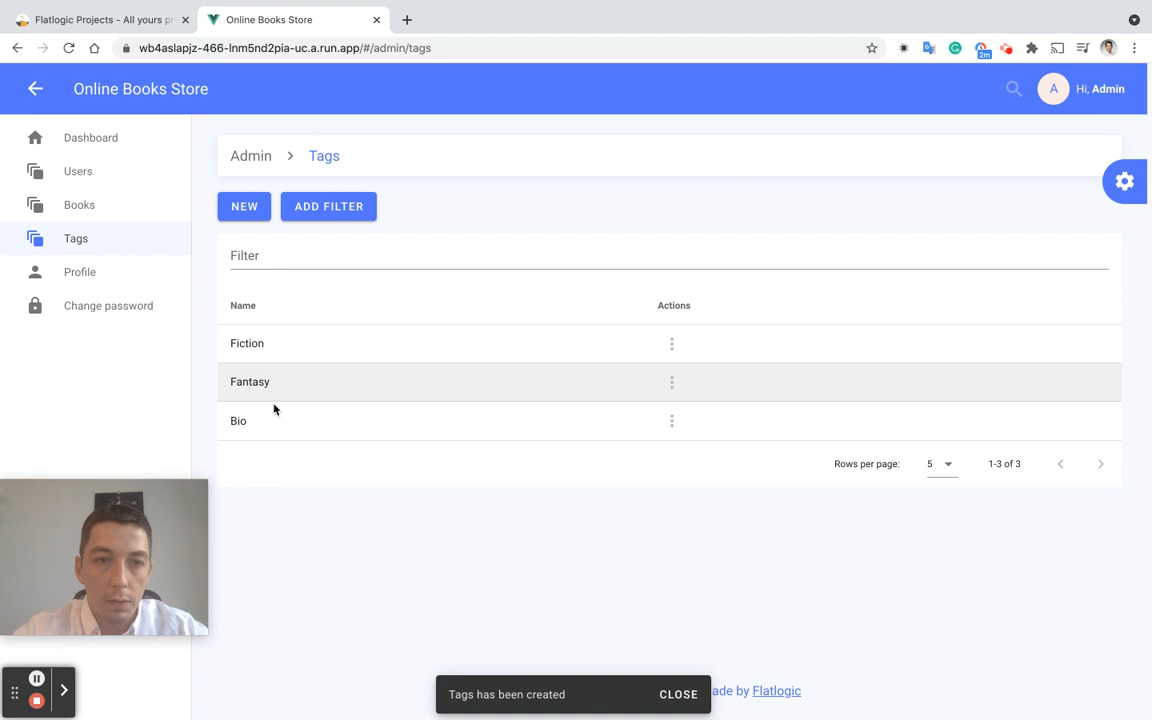 Flatlogic Projects - All yours pr
Online Books Store
wb4aslapjz-466-lnm5nd2pia-uc.a.run.app/#/admin/tags
2m
Online Books Store
A
Hi, Admin
Dashboard
Users
Books
Tags
Profile
Change password
Admin > Tags
NEW
ADD FILTER
Filter
Name
Actions
Fiction
Fantasy
Bio
Rows per page:
5
1-3 of 3
Tags has been created
CLOSE
ade by Flatlogic